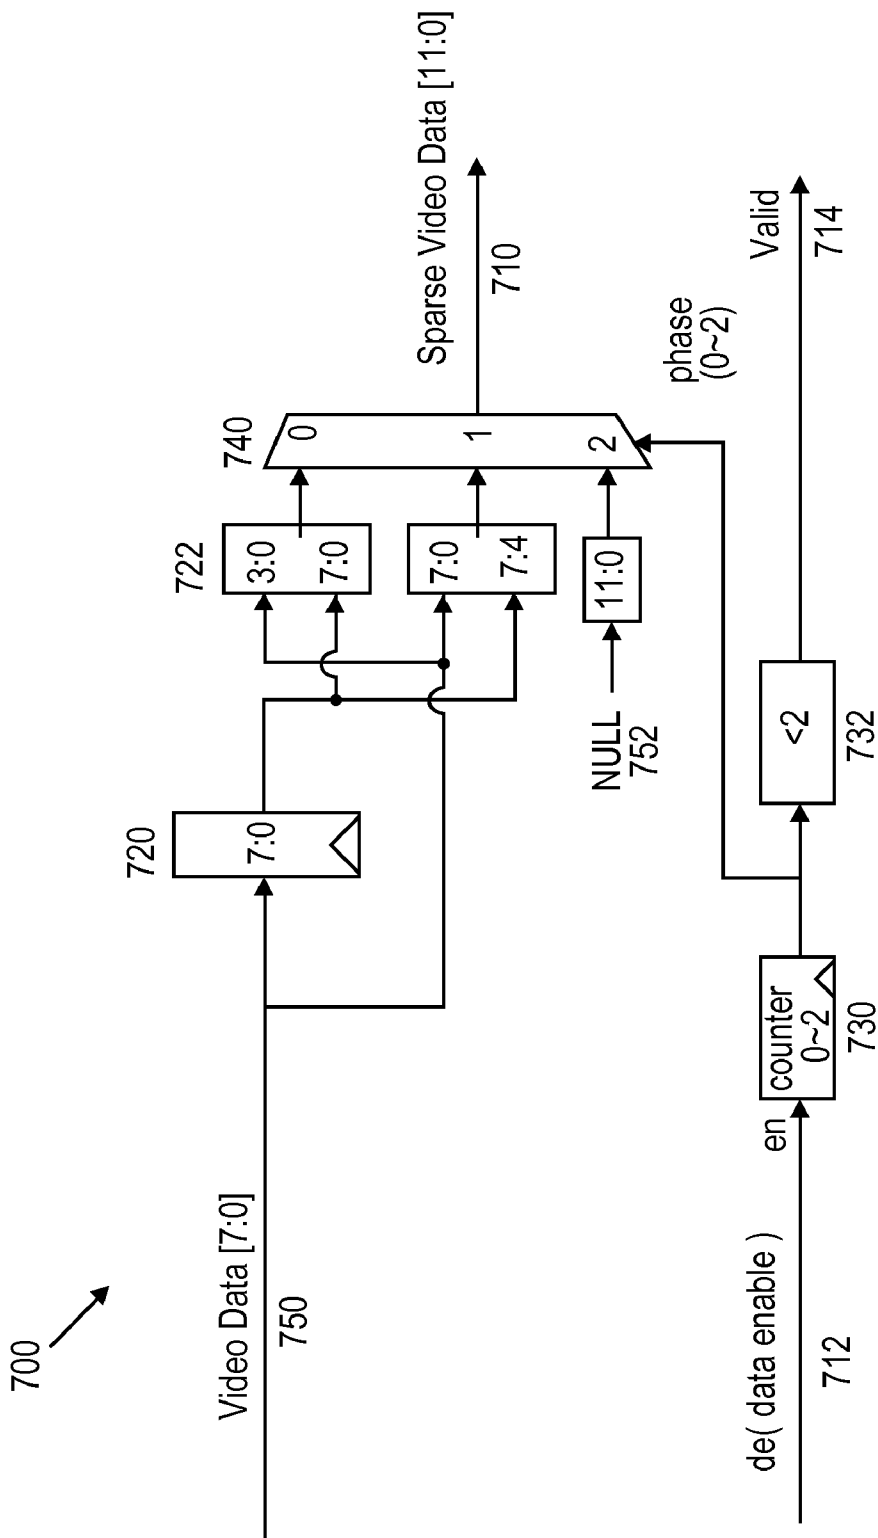 700
Video Data [7:0]
750
720
7:0
722
3:0
7:0
7:0
7:4
11:0
NULL
752
740
0
1
2
Sparse Video Data [11:0]
710
phase
(0~2)
de( data enable )
712
en
counter
0~2
730
<2
732
Valid
714